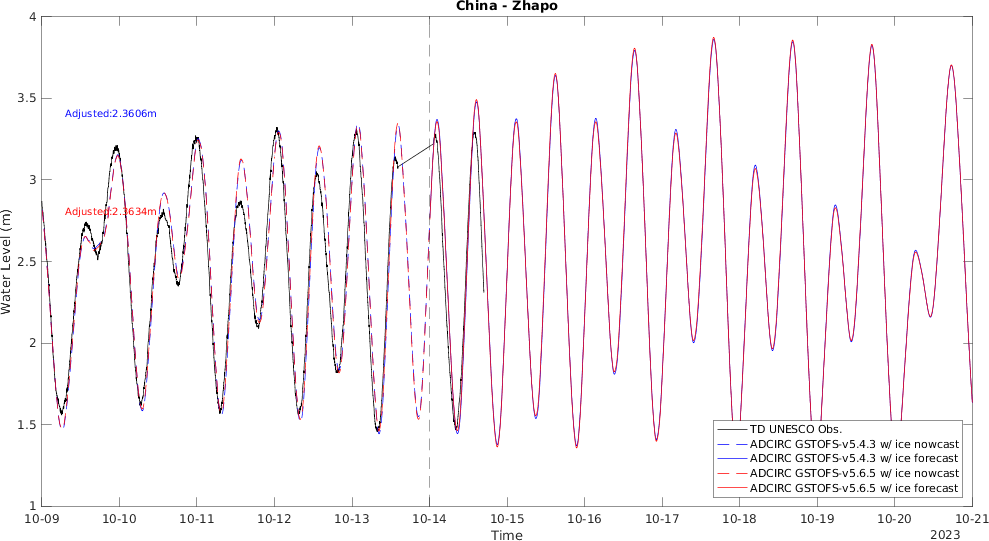 China - Zhapo
Water Level (m)
4
3.5
3
2.5
2
1.5
1
Adjusted:2.3606m
Adjusted:2.3634m
TD UNESCO Obs.
ADCIRC GSTOFS-v5.4.3 w/ ice nowcast
ADCIRC GSTOFS-v5.4.3 w/ ice forecast
ADCIRC GSTOFS-v5.6.5 w/ ice nowcast
ADCIRC GSTOFS-v5.6.5 w/ ice forecast
10-09 10-10 10-11 10-12 10-13 10-14 10-15 10-16 10-17 10-18 10-19 10-20 10-21
Time
2023